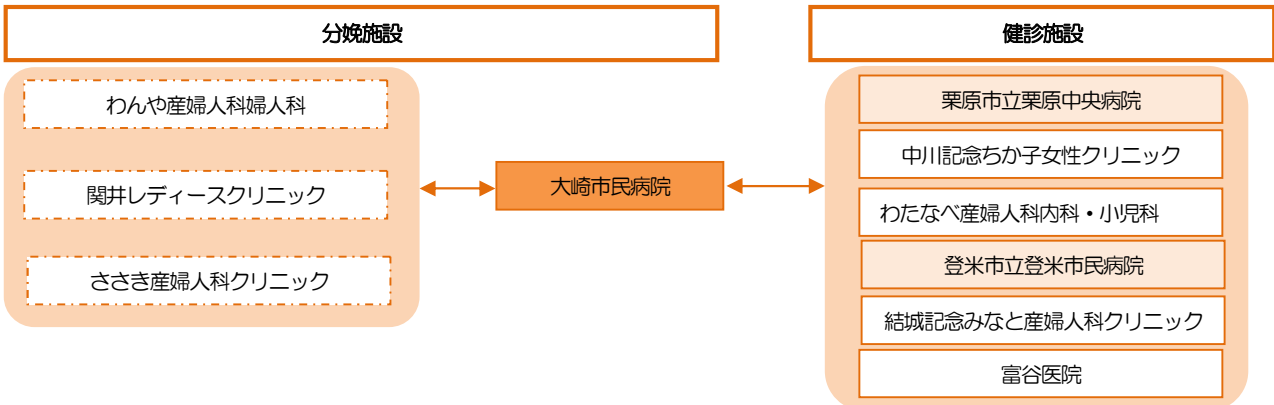 分娩施設
健診施設
わんや産婦人科婦人科
関井レディースクリニック
ささき産婦人科クリニック
大崎市民病院
栗原市立栗原中央病院
中川記念ちか子女性クリニック
わたなべ産婦人科内科・小児科
登米市立登米市民病院
結城記念みなと産婦人科クリニック
富谷医院